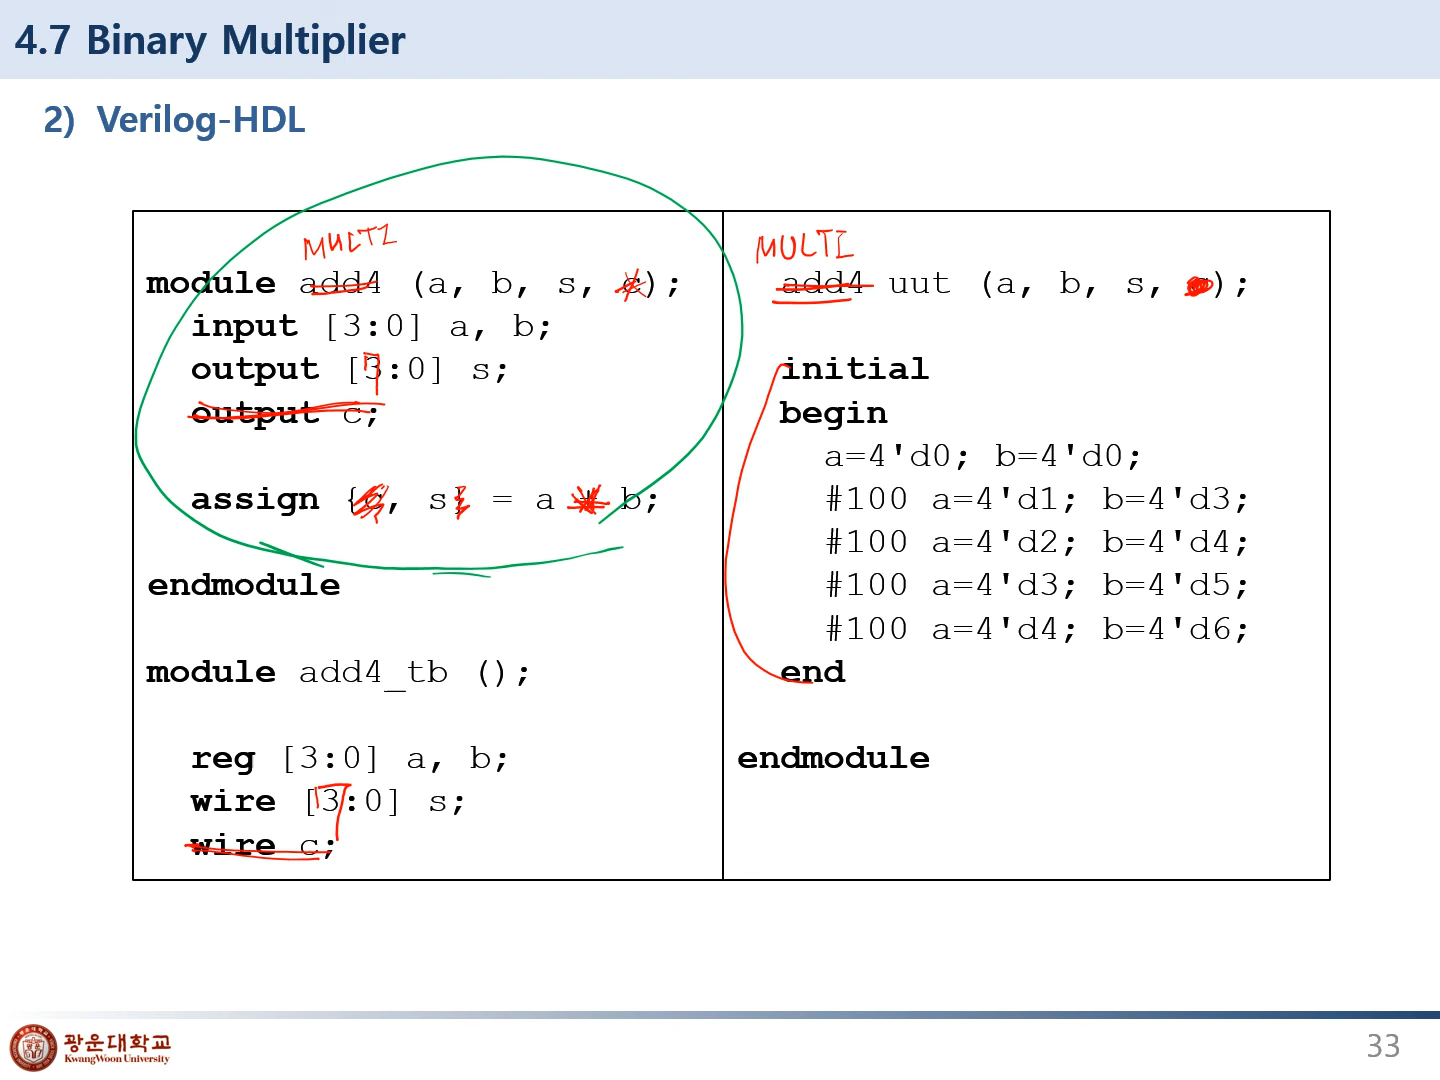 4.7 Binary Multiplier
2) Verilog-HDL
MULTI
module add4 (a, b, s, c);
input [3:0] a, b;
output [3:0] s;
7
output c;
assign {c, s} = a * b;
endmodule
module add4_tb ();
reg [3:0] a, b;
wire [3:0] s;
7
wire c;
MULTI
add4 uut (a, b, s, c);
initial
begin
a=4'd0; b=4'd0;
#100 a=4'd1; b=4'd3;
#100 a=4'd2; b=4'd4;
#100 a=4'd3; b=4'd5;
#100 a=4'd4; b=4'd6;
end
endmodule
광운대학교
KwangWoon University
33